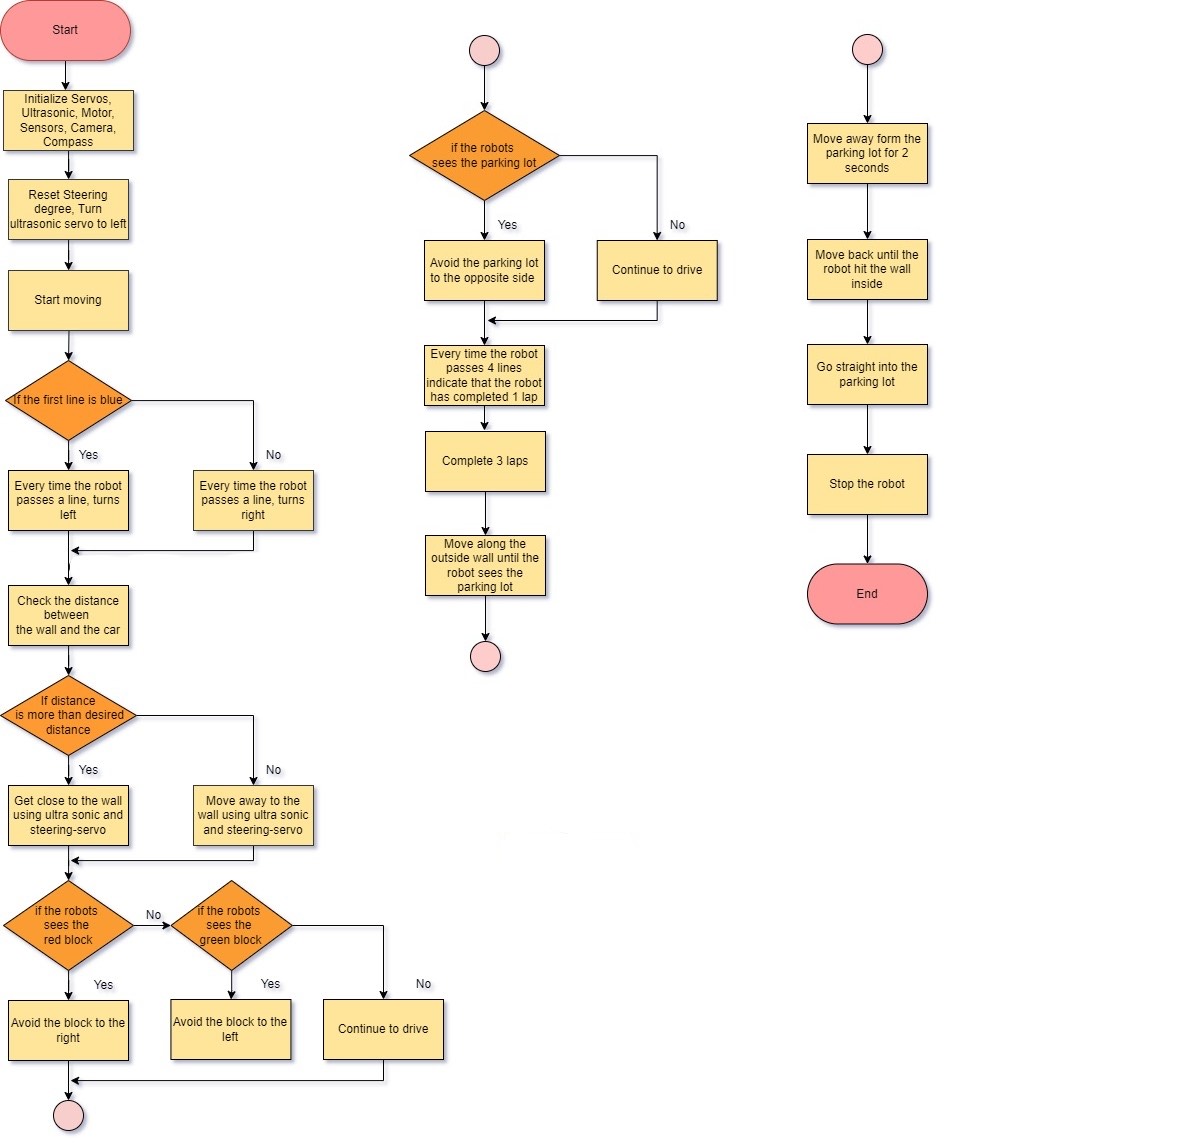 Start
Initialize Servos,
Ultrasonic, Motor,
Sensors, Camera,
Compass
Reset Steering
degree, Turn
ultrasonic servo to left
Start moving
If the first line is blue
Yes
No
Every time the robot
passes a line, turns
left
Every time the robot
passes a line, turns
right
Check the distance
between
the wall and the car
If distance
is more than desired
distance
Yes
No
Get close to the wall
using ultra sonic and
steering-servo
Move away to the
wall using ultra sonic
and steering-servo
if the robots
sees the
red block
No
if the robots
sees the
green block
Yes
Yes
No
Avoid the block to the
right
Avoid the block to the
left
Continue to drive
if the robots
sees the parking lot
Yes
No
Avoid the parking lot
to the opposite side
Continue to drive
Every time the robot
passes 4 lines
indicate that the robot
has completed 1 lap
Complete 3 laps
Move along the
outside wall until the
robot sees the
parking lot
Move away form the
parking lot for 2
seconds
Move back until the
robot hit the wall
inside
Go straight into the
parking lot
Stop the robot
End